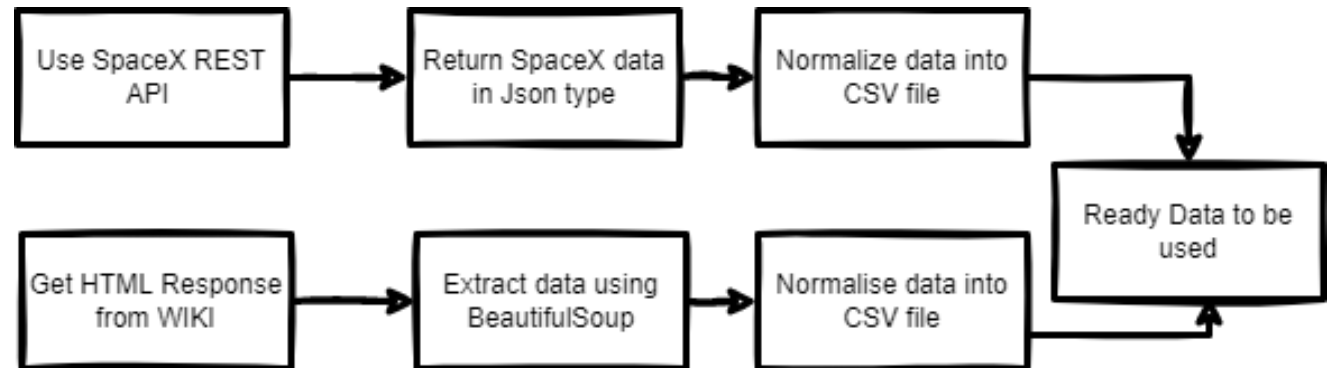 Use SpaceX REST
API
Return SpaceX data
in Json type
Normalize data into
CSV file
Ready Data to be
used
Get HTML Response
from WIKI
Extract data using
BeautifulSoup
Normalise data into
CSV file